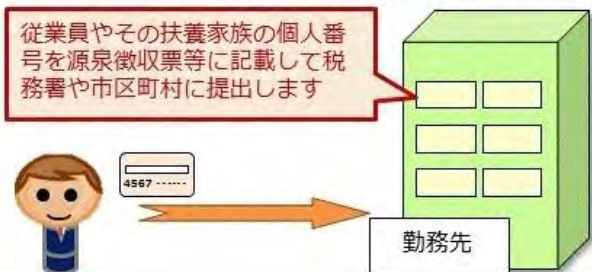 従業員やその扶養家族の個人番
号を源泉徴収票等に記載して税
務署や市区町村に提出します
4567 ------
勤務先